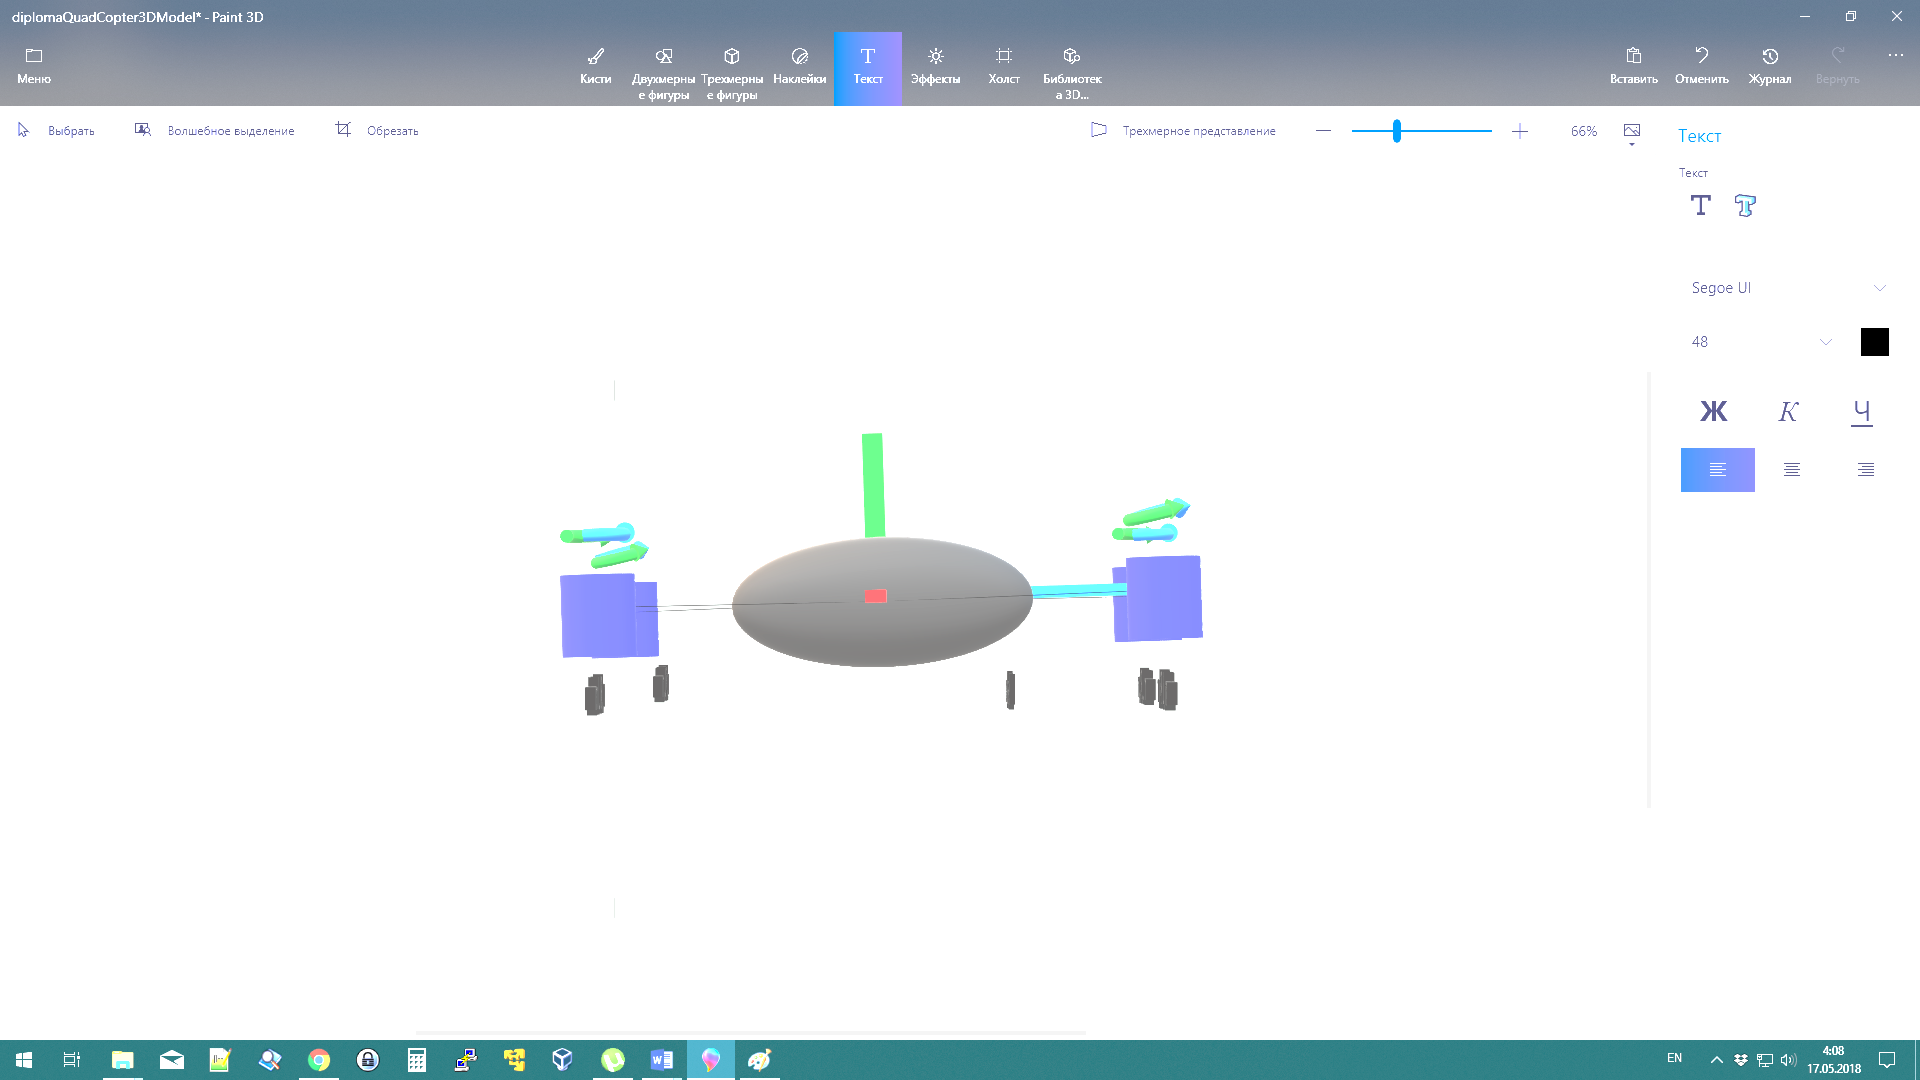 diplomaQuadCopter3DModel* - Paint 3D
Меню
Кисти
Двухмерны
е фигуры
Трехмерны
е фигуры
Наклейки
Текст
Эффекты
Холст
Библиотек
а 3D...
Вставить
Отменить
Журнал
Вернуть
Выбрать
Волшебное выделение
Обрезать
Трехмерное представление
66%
Текст
Текст
Segoe UI
48
Ж К Ч
EN
4:08
17.05.2018